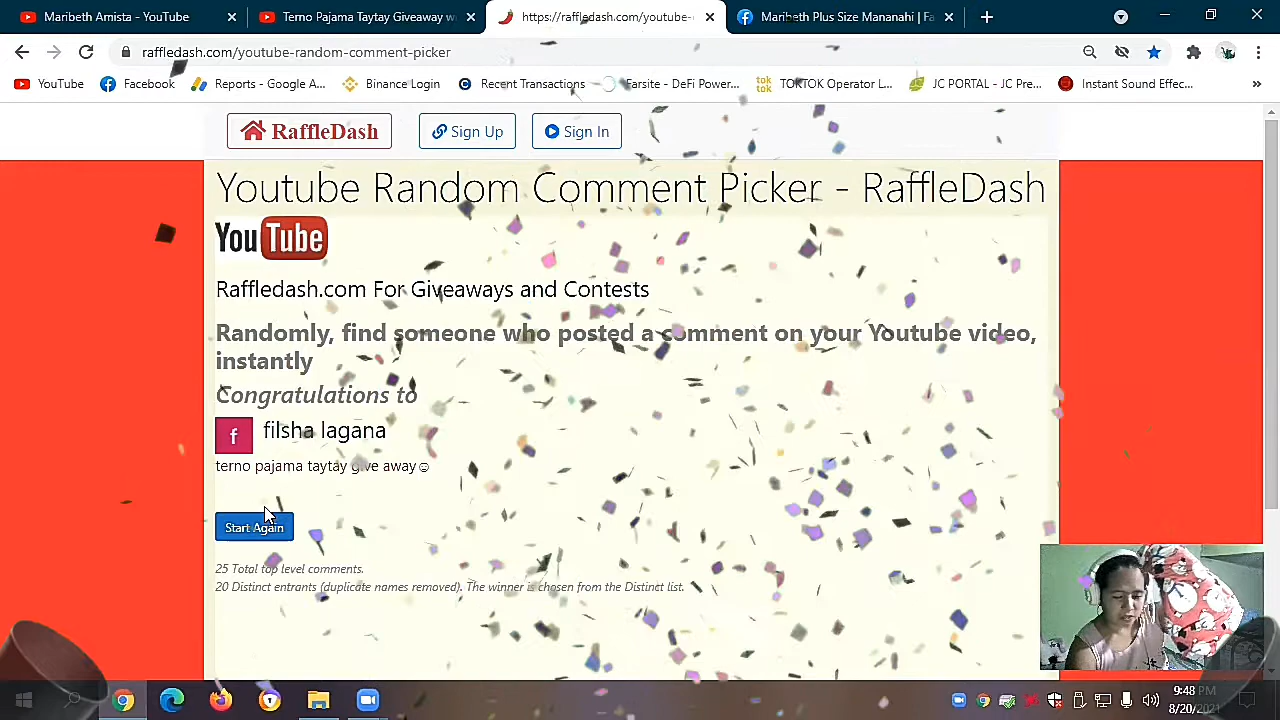 Maribeth Amista - YouTube
Terno Pajama Taytay Giveaway w
https://raffledash.com/youtube-
Maribeth Plus Size Mananahi | Fa
raffledash.com/youtube-random-comment-picker
YouTube
Facebook
Reports - Google A...
Binance Login
Recent Transactions
Farsite - DeFi Power...
tok
tok
TOKTOK Operator L...
JC PORTAL - JC Pre...
Instant Sound Effec...
»
RaffleDash
Sign Up
Sign In
Youtube Random Comment Picker - RaffleDash
YouTube
Raffledash.com For Giveaways and Contests
Randomly, find someone who posted a comment on your Youtube video,
instantly
Congratulations to
f
filsha lagana
terno pajama taytay give away☺
Start Again
25 Total top level comments.
20 Distinct entrants (duplicate names removed). The winner is chosen from the Distinct list.
9:48 PM
8/20/2021